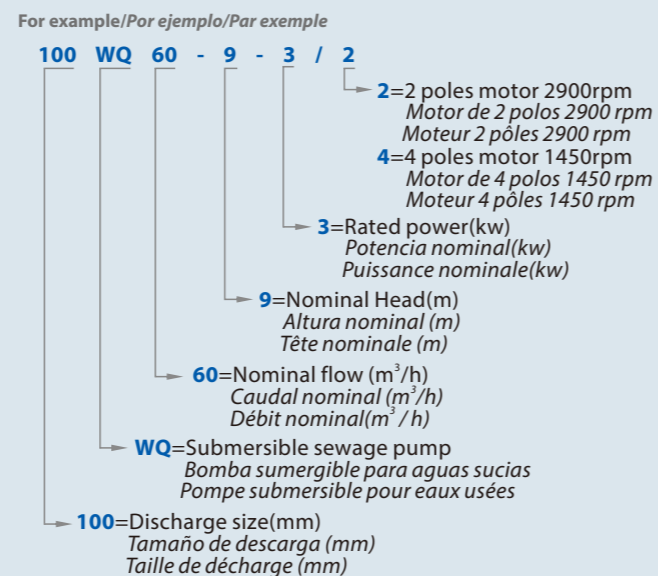 For example/Por ejemplo/Par exemple
100 WQ 60 - 9 - 3 / 2
2=2 poles motor 2900rpm
Motor de 2 polos 2900 rpm
Moteur 2 pôles 2900 rpm
4=4 poles motor 1450rpm
Motor de 4 polos 1450 rpm
Moteur 4 pôles 1450 rpm
3=Rated power(kw)
Potencia nominal(kw)
Puissance nominale(kw)
9=Nominal Head(m)
Altura nominal (m)
Tête nominale (m)
60=Nominal flow (m³/h)
Caudal nominal (m³/h)
Débit nominal(m³/h)
WQ=Submersible sewage pump
Bomba sumergible para aguas sucias
Pompe submersible pour eaux usées
100=Discharge size(mm)
Tamaño de descarga (mm)
Taille de décharge (mm)